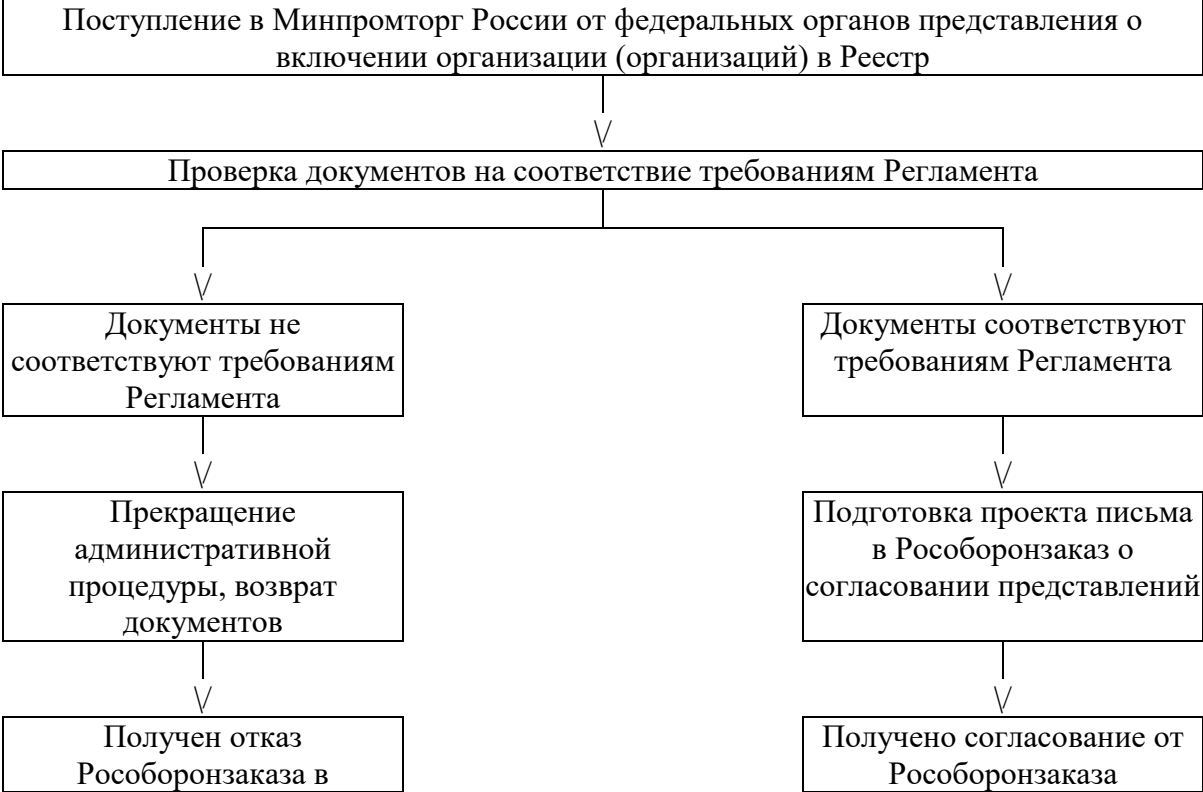 Поступление в Минпромторг России от федеральных органов представления о
включении организации (организаций) в Реестр
Проверка документов на соответствие требованиям Регламента
Документы не
соответствуют требованиям
Регламента
Документы соответствуют
требованиям Регламента
Прекращение
административной
процедуры, возврат
документов
Подготовка проекта письма
в Рособоронзаказ о
согласовании представлений
Получен отказ
Рособоронзаказа в
Получено согласование от
Рособоронзаказа